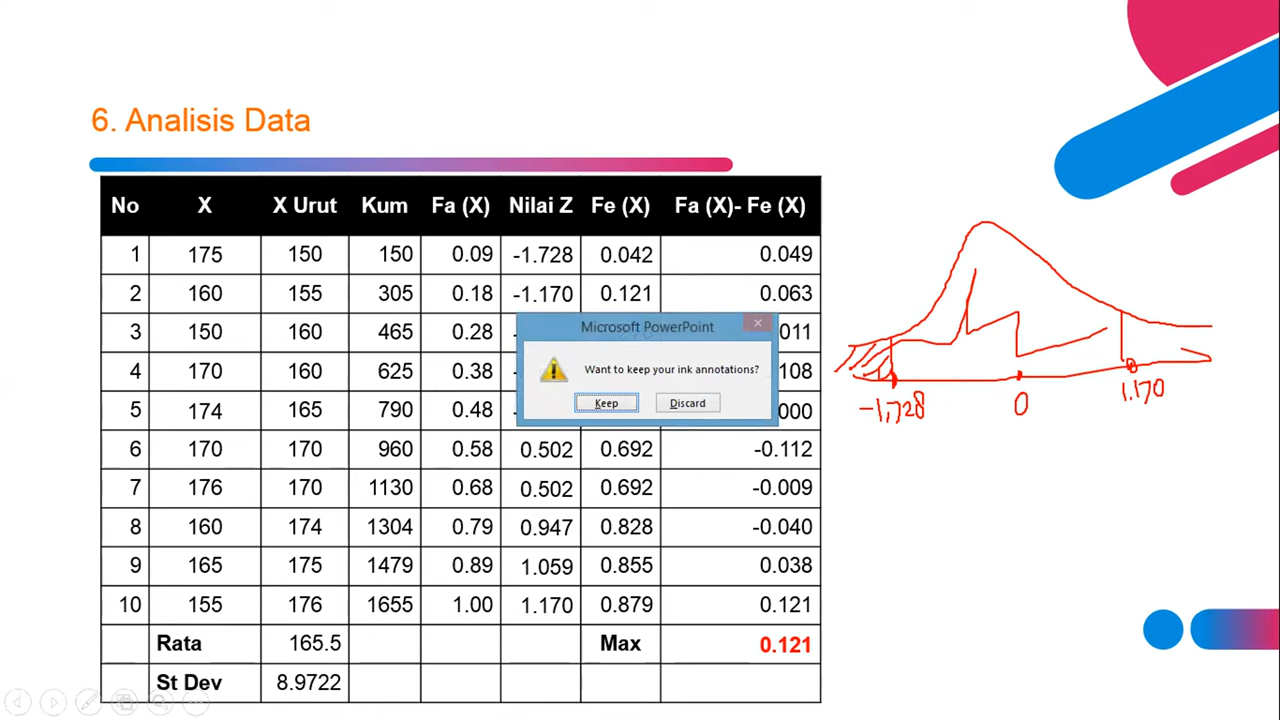 6. Analisis Data
No X X Urut Kum Fa (X) Nilai Z Fe (X) Fa (X)- Fe (X)
1 175 150 150 0.09 -1.728 0.042 0.049
2 160 155 305 0.18 -1.170 0.121 0.063
3 150 160 465 0.28 - 011
4 170 160 625 0.38 - 108
5 174 165 790 0.48 - 000
6 170 170 960 0.58 0.502 0.692 -0.112
7 176 170 1130 0.68 0.502 0.692 -0.009
8 160 174 1304 0.79 0.947 0.828 -0.040
9 165 175 1479 0.89 1.059 0.855 0.038
10 155 176 1655 1.00 1.170 0.879 0.121
Rata 165.5 Max 0.121
St Dev 8.9722
Microsoft PowerPoint
Want to keep your ink annotations?
Keep Discard
-1,728 0 1.170